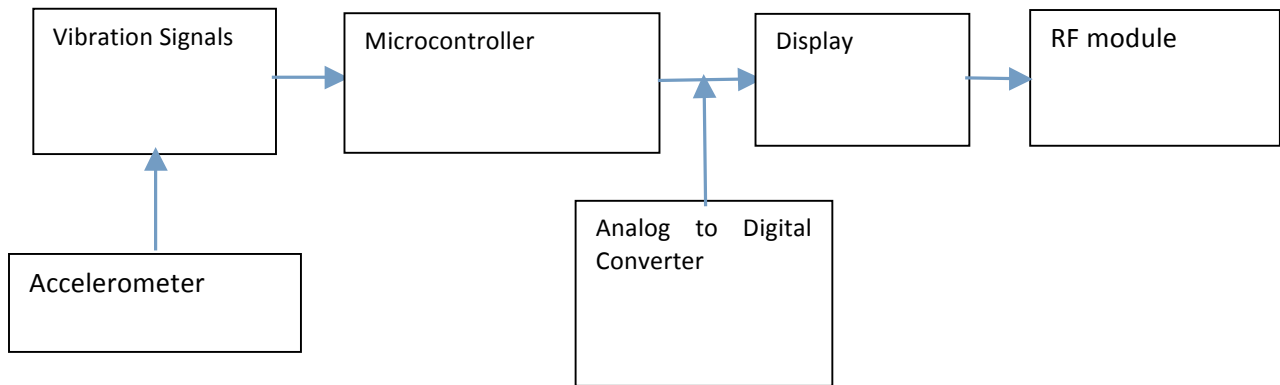 Vibration Signals
Microcontroller
Display
RF module
Analog to Digital
Converter
Accelerometer